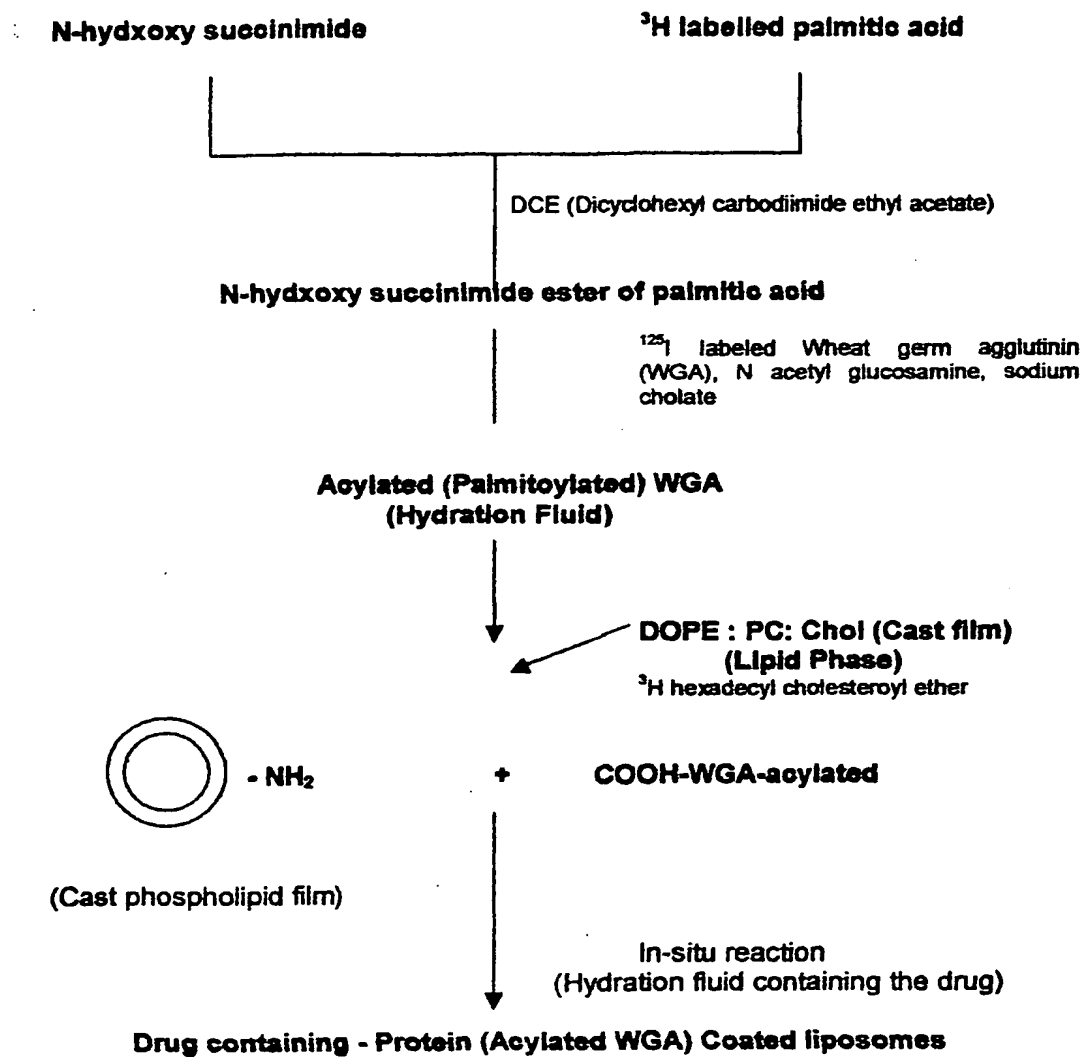 N-hydxoxy succinimide
³H labelled palmitic acid
DCE (Dicyclohexyl carbodiimide ethyl acetate)
N-hydxoxy succinimide ester of palmitic acid
¹²⁵I labeled Wheat germ agglutinin
(WGA), N acetyl glucosamine, sodium
cholate
Acylated (Palmitoylated) WGA
(Hydration Fluid)
DOPE : PC: Chol (Cast film)
(Lipid Phase)
³H hexadecyl cholesteroyl ether
- NH₂
+
COOH-WGA-acylated
(Cast phospholipid film)
In-situ reaction
(Hydration fluid containing the drug)
Drug containing - Protein (Acylated WGA) Coated liposomes